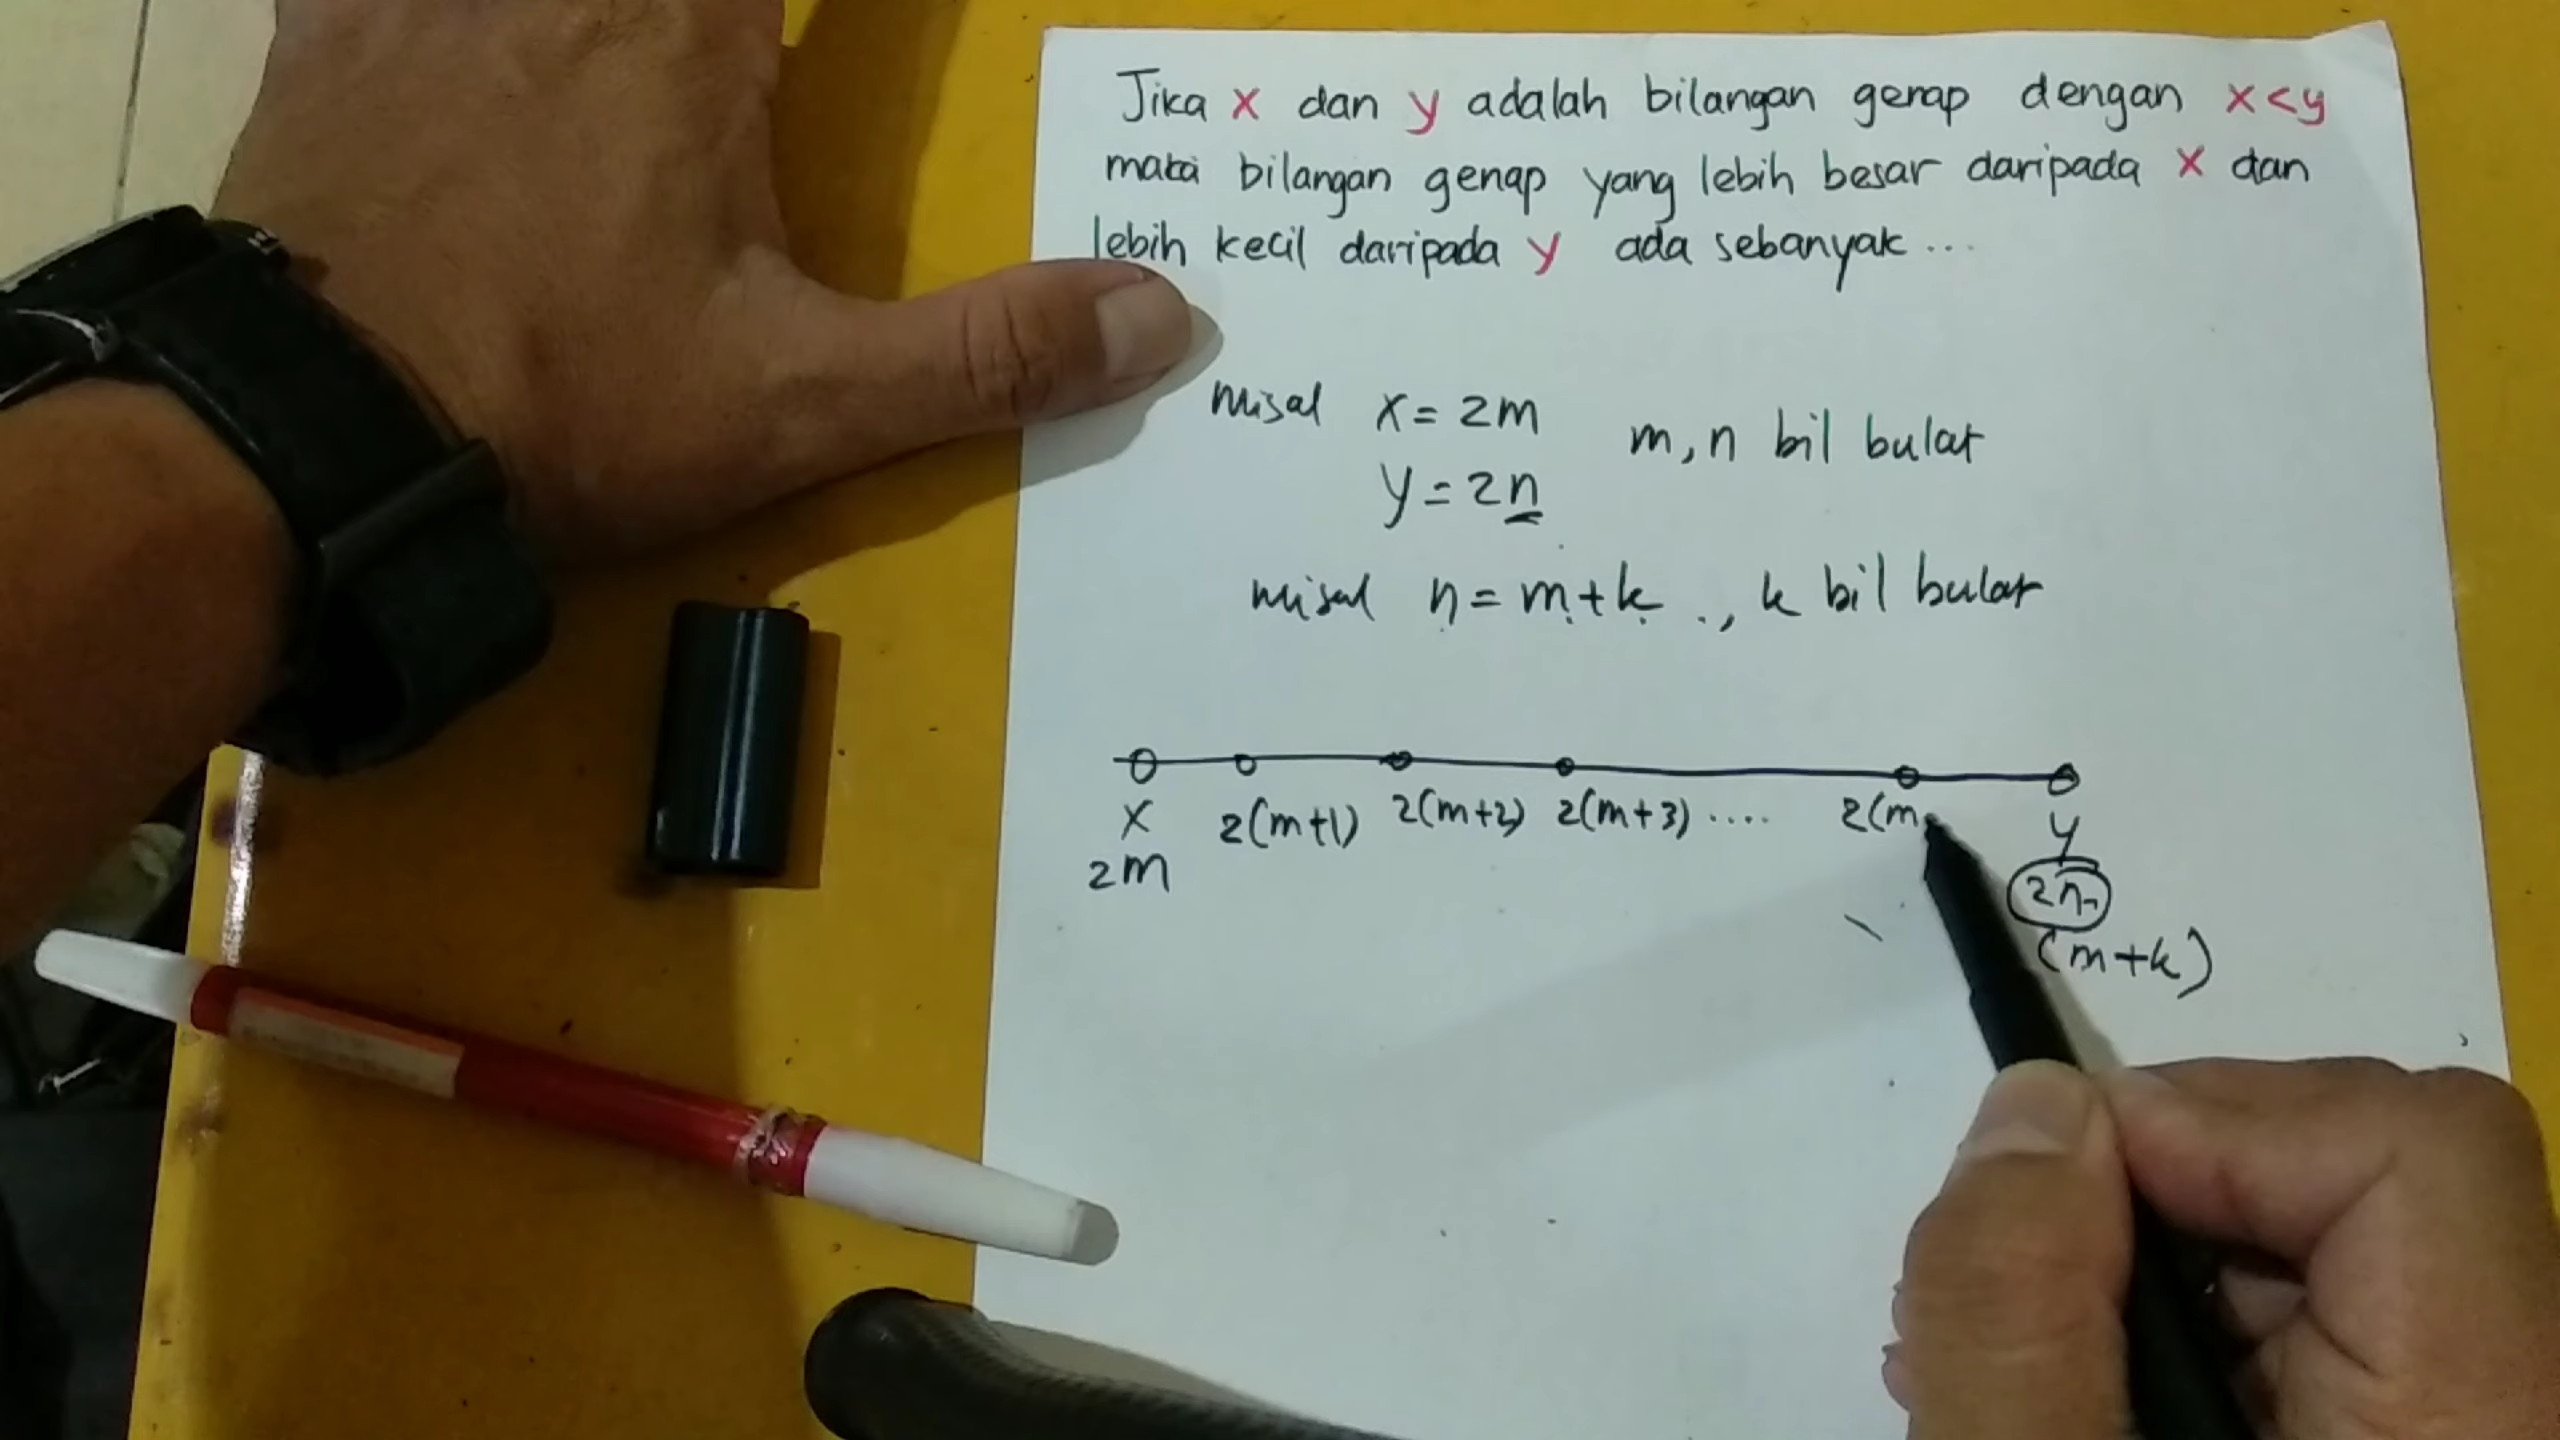 Jika x dan y adalah bilangan genap dengan x<y
maka bilangan genap yang lebih besar daripada x dan
lebih kecil daripada y ada sebanyak ...
misal x = 2m m, n bil bulat
y = 2n
misal n = m+k , k bil bulat
x 2(m+1) 2(m+2) 2(m+3) .... 2(m y
2m 2n
(m+k)